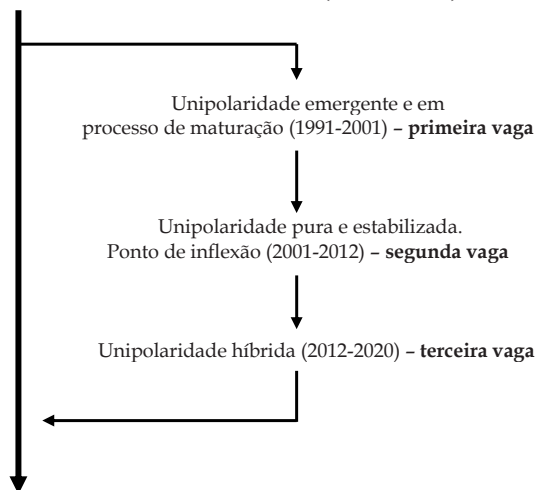 Unipolaridade emergente e em
processo de maturação (1991-2001) – primeira vaga
Unipolaridade pura e estabilizada.
Ponto de inflexão (2001-2012) – segunda vaga
Unipolaridade híbrida (2012-2020) – terceira vaga